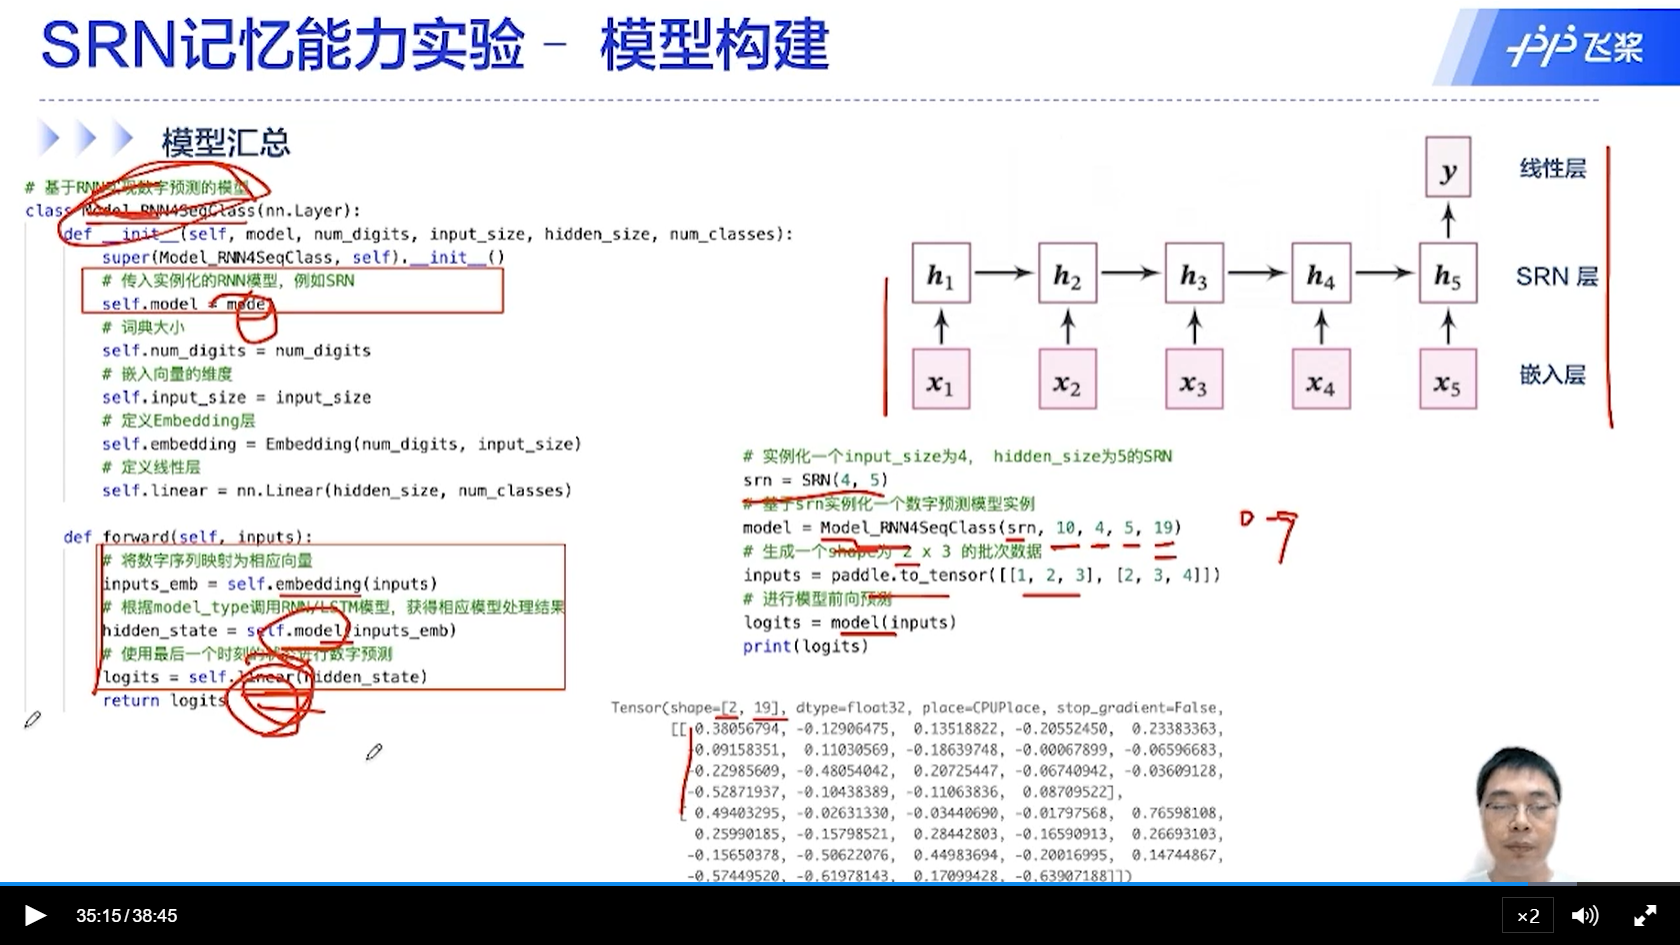 SRN记忆能力实验 - 模型构建
飞桨
模型汇总
# 基于RNN实现数字预测的模型
class Model_RNN4SeqClass(nn.Layer):
def __init__(self, model, num_digits, input_size, hidden_size, num_classes):
super(Model_RNN4SeqClass, self).__init__()
# 传入实例化的RNN模型，例如SRN
self.model = model
# 词典大小
self.num_digits = num_digits
# 嵌入向量的维度
self.input_size = input_size
# 定义Embedding层
self.embedding = Embedding(num_digits, input_size)
# 定义线性层
self.linear = nn.Linear(hidden_size, num_classes)
def forward(self, inputs):
# 将数字序列映射为相应向量
inputs_emb = self.embedding(inputs)
# 根据model_type调用RNN/LSTM模型，获得相应模型处理结果
hidden_state = self.model(inputs_emb)
# 使用最后一个时刻的状态进行数字预测
logits = self.linear(hidden_state)
return logits
y 线性层
h1 h2 h3 h4 h5 SRN 层
x1 x2 x3 x4 x5 嵌入层
# 实例化一个input_size为4， hidden_size为5的SRN
srn = SRN(4, 5)
# 基于srn实例化一个数字预测模型实例
model = Model_RNN4SeqClass(srn, 10, 4, 5, 19)
# 生成一个shape为 2 x 3 的批次数据
inputs = paddle.to_tensor([[1, 2, 3], [2, 3, 4]])
# 进行模型前向预测
logits = model(inputs)
print(logits)
Tensor(shape=[2, 19], dtype=float32, place=CPUPlace, stop_gradient=False,
[[ 0.38056794, -0.12906475, 0.13518822, -0.20552450, 0.23383363,
-0.09158351, 0.11030569, -0.18639748, -0.00067899, -0.06596683,
-0.22985609, -0.48054042, 0.20725447, -0.06740942, -0.03609128,
-0.52871937, -0.10438389, -0.11063836, 0.08709522],
[ 0.49403295, -0.02631330, -0.03440690, -0.01797568, 0.76598108,
0.25990185, -0.15798521, 0.28442803, -0.16590913, 0.26693103,
-0.15650378, -0.50622076, 0.44983694, -0.20016995, 0.14744867,
-0.57449520, -0.61978143, 0.17099428, -0.63907188]])
35:15/38:45
×2